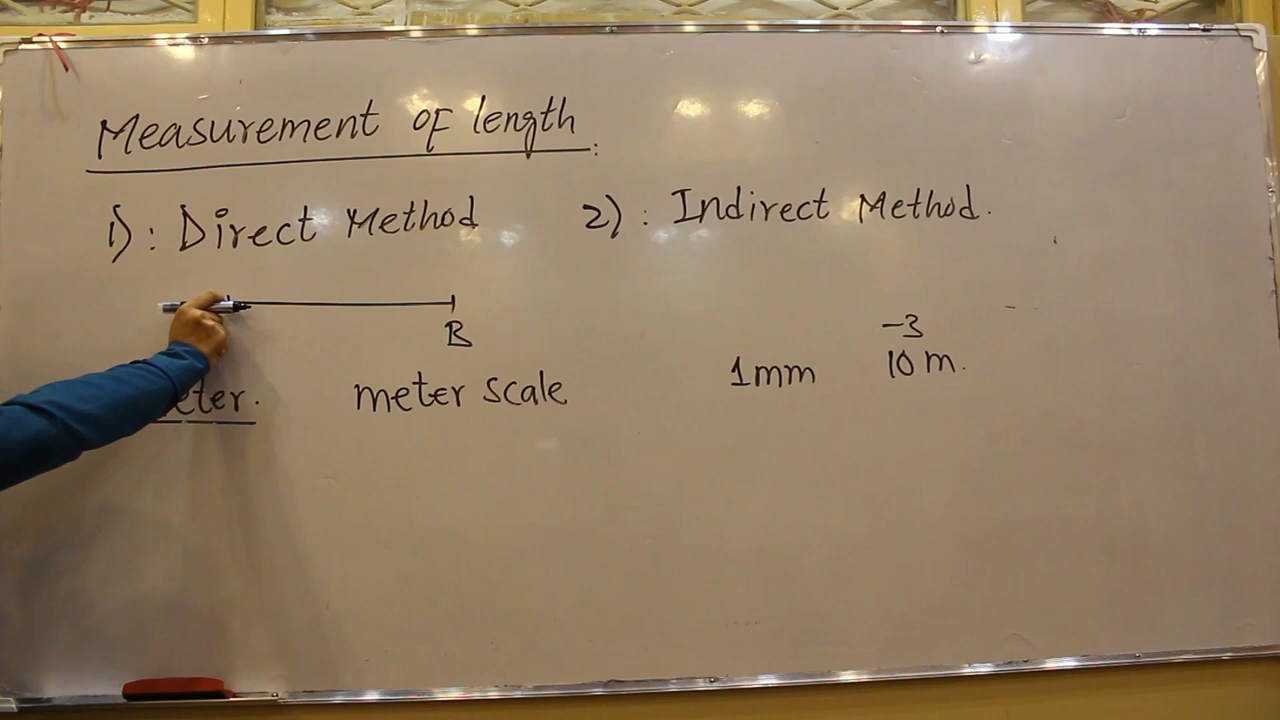 Measurement of length:
1): Direct Method 2): Indirect Method.
B
-3
meter scale 1mm 10 m.